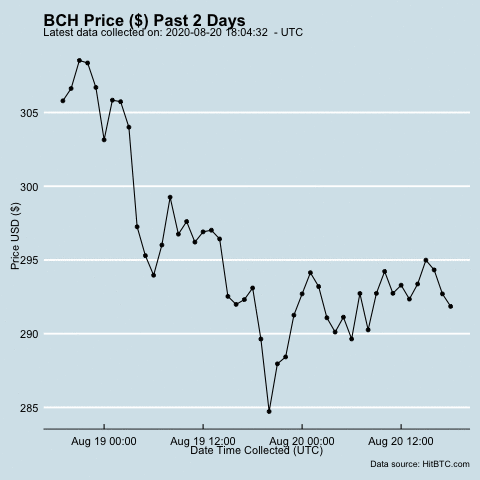 BCH Price ($) Past 2 Days
Latest data collected on: 2020-08-20 18:04:32 - UTC
305
300
295
290
285
Price USD ($)
Aug 19 00:00 Aug 19 12:00 Aug 20 00:00 Aug 20 12:00
Date Time Collected (UTC)
Data source: HitBTC.com